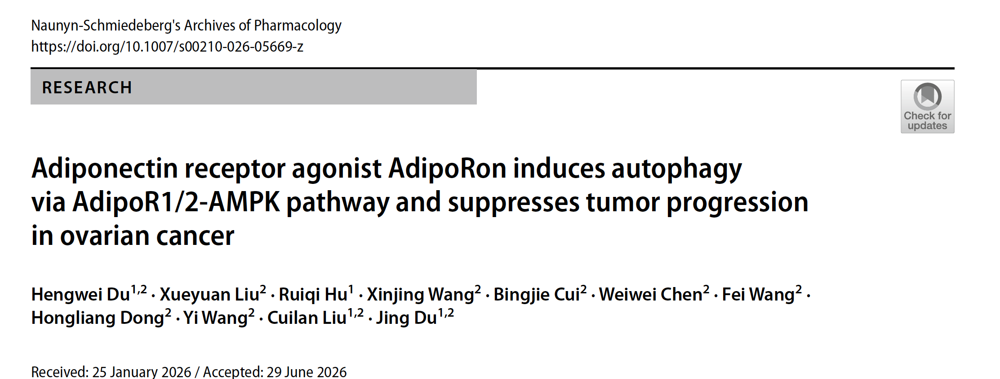 Naunyn-Schmiedeberg's Archives of Pharmacology
https://doi.org/10.1007/s00210-026-05669-z
RESEARCH
Check for
updates
Adiponectin receptor agonist AdipoRon induces autophagy
via AdipoR1/2-AMPK pathway and suppresses tumor progression
in ovarian cancer
Hengwei Du1,2 · Xueyuan Liu2 · Ruiqi Hu1 · Xinjing Wang2 · Bingjie Cui2 · Weiwei Chen2 · Fei Wang2 ·
Hongliang Dong2 · Yi Wang2 · Cuilan Liu1,2 · Jing Du1,2
Received: 25 January 2026 / Accepted: 29 June 2026